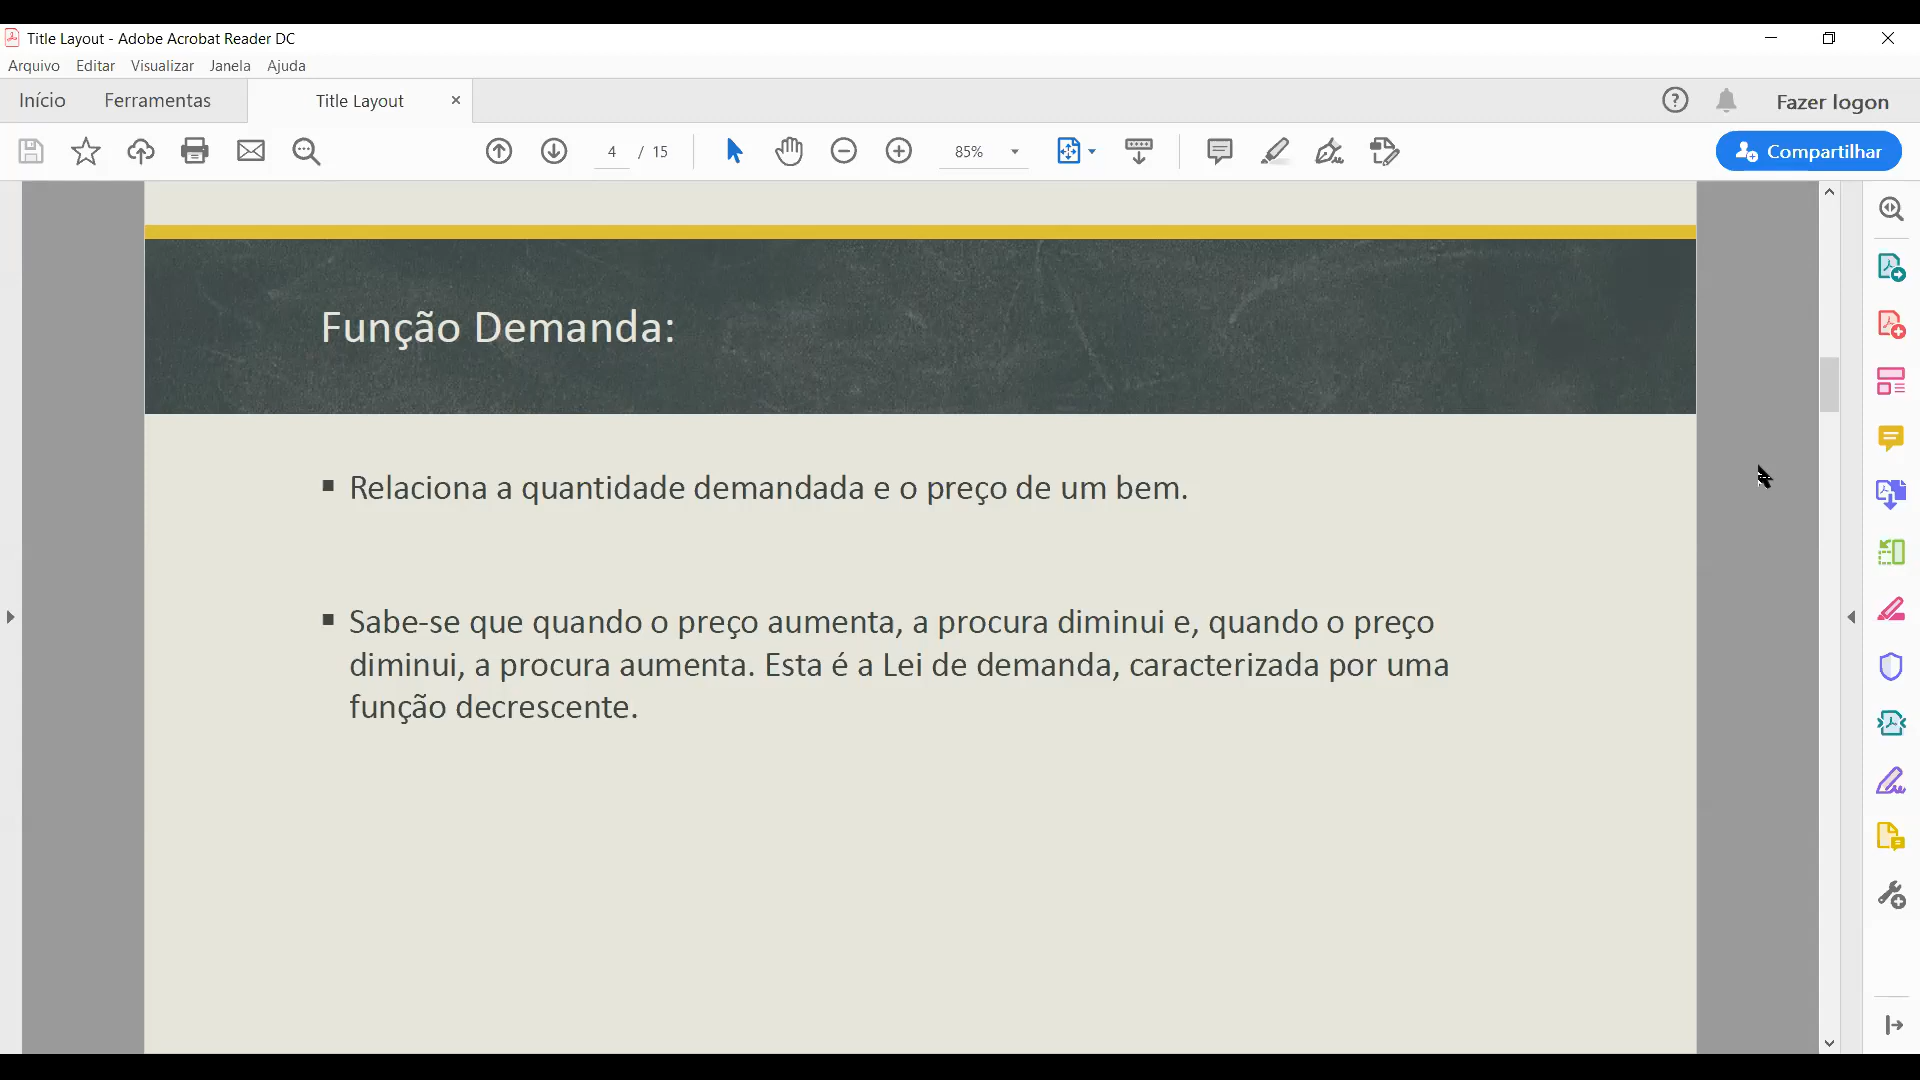 Title Layout - Adobe Acrobat Reader DC
Arquivo Editar Visualizar Janela Ajuda
Início Ferramentas Title Layout Fazer logon
4 / 15 85% Compartilhar
Função Demanda:
▪ Relaciona a quantidade demandada e o preço de um bem.
▪ Sabe-se que quando o preço aumenta, a procura diminui e, quando o preço
diminui, a procura aumenta. Esta é a Lei de demanda, caracterizada por uma
função decrescente.